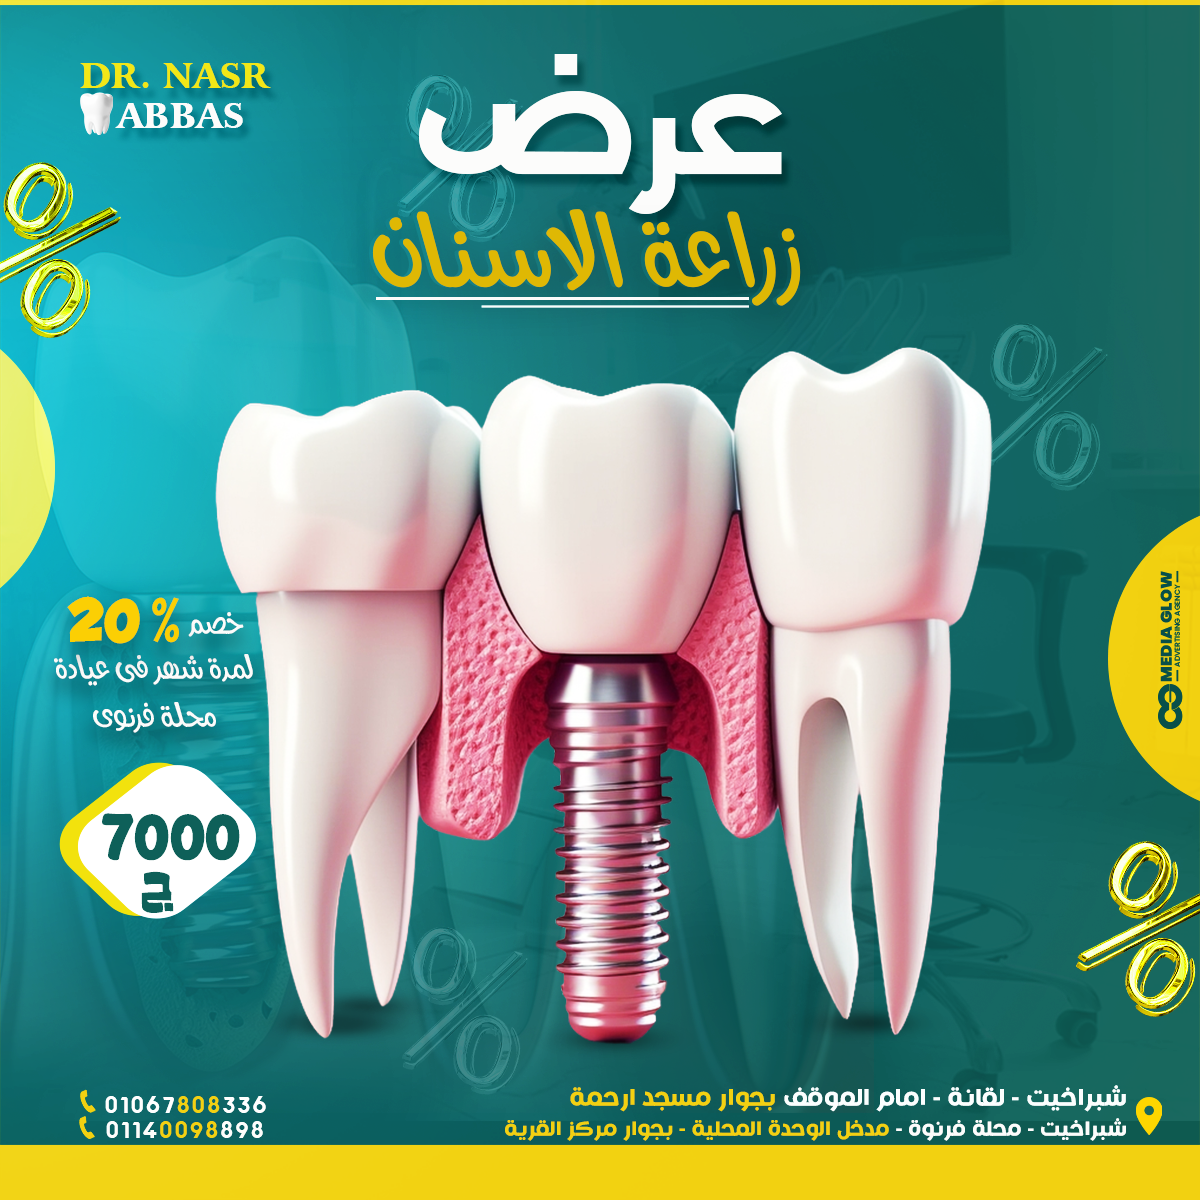 DR. NASR
ABBAS
عرض
زراعة الاسنان
خصم % 20
لمدة شهر فى عيادة
محلة فرنوى
7000
ج
MEDIA GLOW
ADVERTISING AGENCY
01067808336
01140098898
شبراخيت - لقانة - امام الموقف بجوار مسجد ارحمة
شبراخيت - محلة فرنوة - مدخل الوحدة المحلية - بجوار مركز القرية